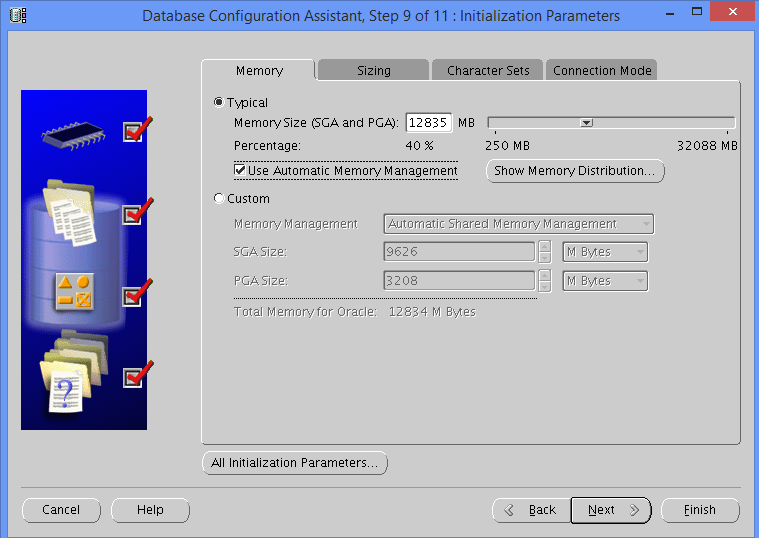 Database Configuration Assistant, Step 9 of 11 : Initialization Parameters
Memory Sizing Character Sets Connection Mode
Typical
Memory Size (SGA and PGA): 12835 MB
Percentage: 40 % 250 MB 32088 MB
Use Automatic Memory Management Show Memory Distribution...
Custom
Memory Management Automatic Shared Memory Management
SGA Size: 9626 M Bytes
PGA Size: 3208 M Bytes
Total Memory for Oracle: 12834 M Bytes
?
All Initialization Parameters...
Cancel Help Back Next Finish